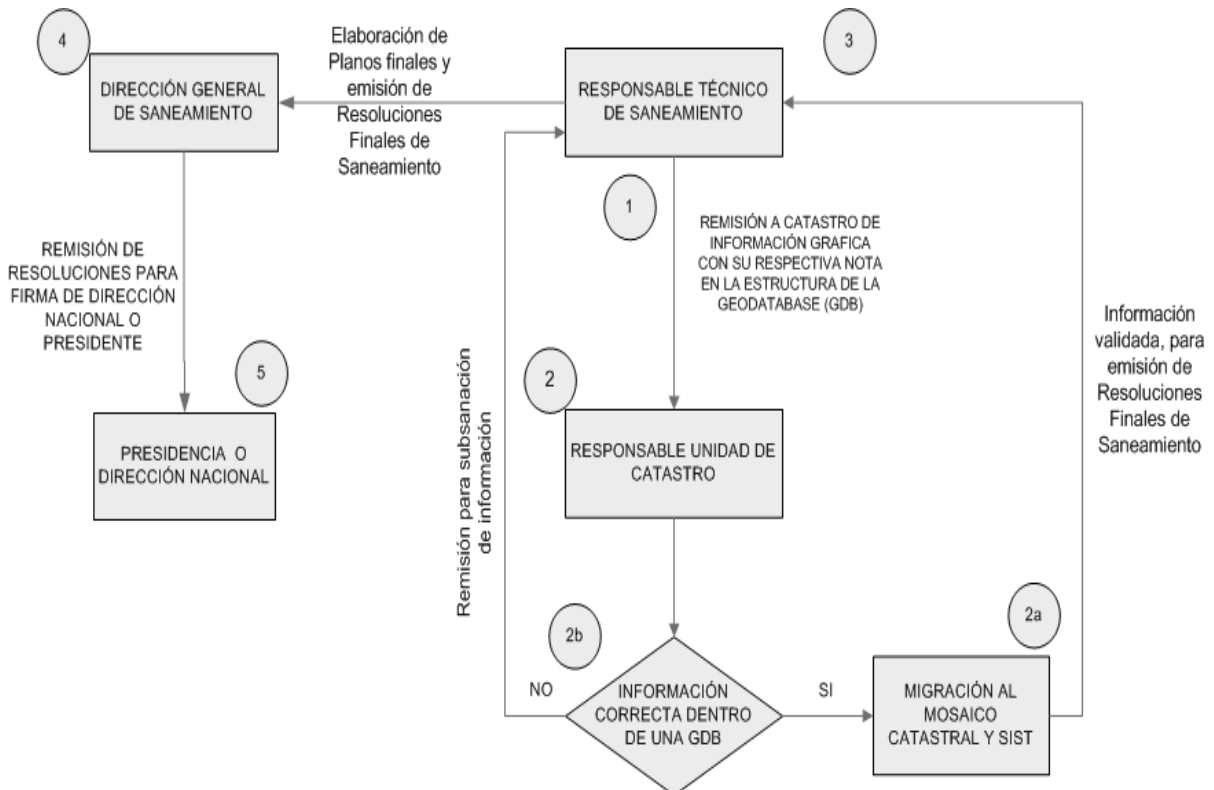 4
DIRECCIÓN GENERAL
DE SANEAMIENTO
Elaboración de
Planos finales y
emisión de
Resoluciones
Finales de
Saneamiento
RESPONSABLE TÉCNICO
DE SANEAMIENTO
3
1
REMISIÓN A CATASTRO DE
INFORMACIÓN GRAFICA
CON SU RESPECTIVA NOTA
EN LA ESTRUCTURA DE LA
GEODATABASE (GDB)
REMISIÓN DE
RESOLUCIONES PARA
FIRMA DE DIRECCIÓN
NACIONAL O
PRESIDENTE
5
PRESIDENCIA O
DIRECCIÓN NACIONAL
2
RESPONSABLE UNIDAD DE
CATASTRO
Remisión para subsanación
de información
Información
validada, para
emisión de
Resoluciones
Finales de
Saneamiento
2b
NO
INFORMACIÓN
CORRECTA DENTRO
DE UNA GDB
SI
2a
MIGRACIÓN AL
MOSAICO
CATASTRAL Y SIST